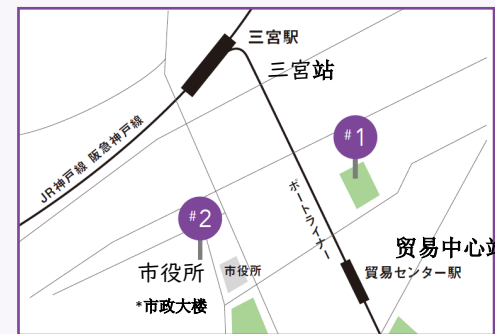 三宮駅
三宮站
JR神戸線 阪急神戸線
#1
ポートライナー
#2
贸易中心站
貿易センター駅
市役所
市役所
*市政大楼